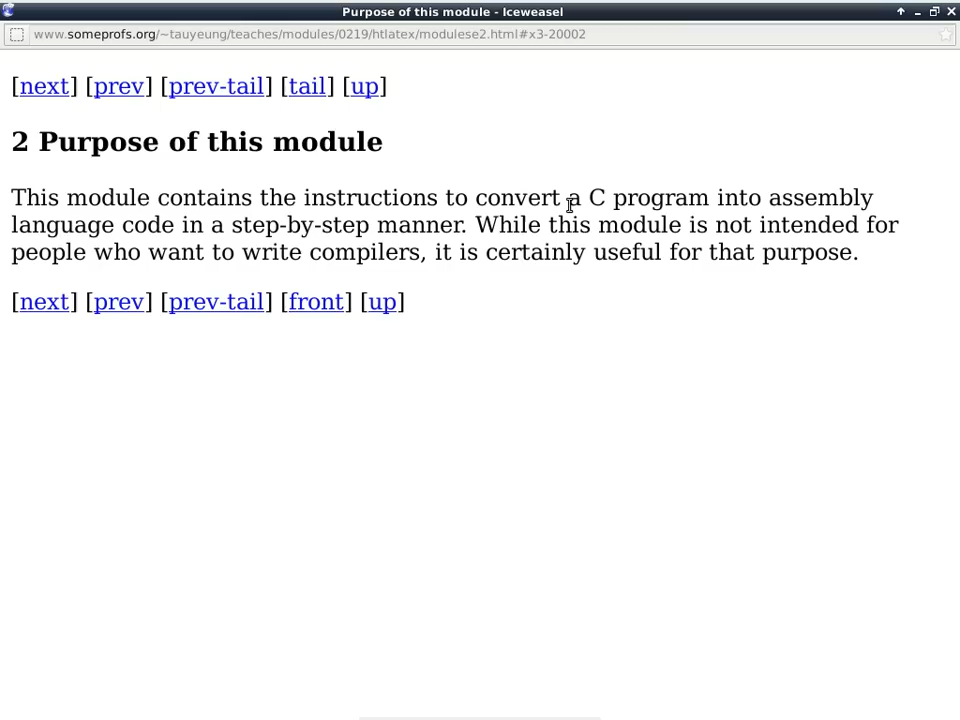 Purpose of this module - Iceweasel
www.someprofs.org/~tauyeung/teaches/modules/0219/htlatex/modulese2.html#x3-20002
[next] [prev] [prev-tail] [tail] [up]
2 Purpose of this module
This module contains the instructions to convert a C program into assembly
language code in a step-by-step manner. While this module is not intended for
people who want to write compilers, it is certainly useful for that purpose.
[next] [prev] [prev-tail] [front] [up]